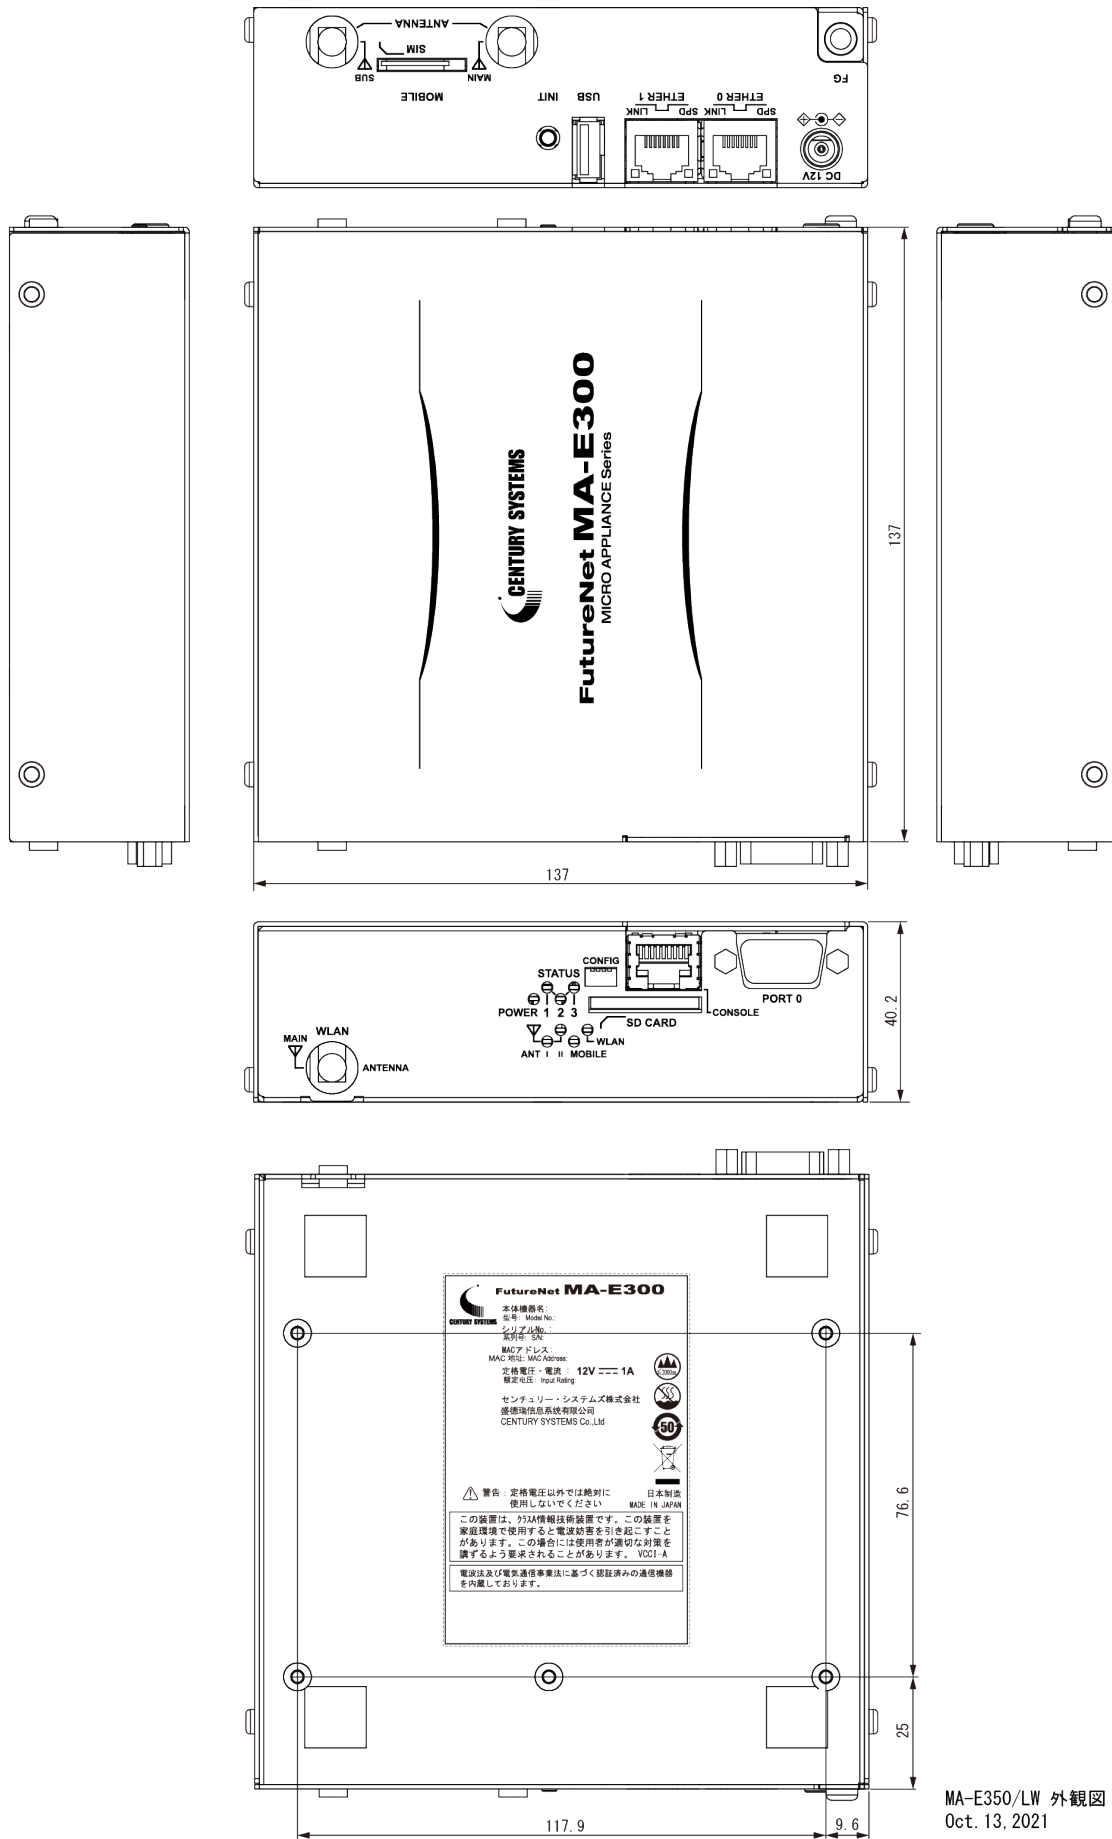 ANTENNA
SIM
SUB
MAIN
MOBILE
INIT
USB
ETHER 1
LINK SPD
ETHER 0
LINK SPD
FG
DC 12V
CENTURY SYSTEMS
FutureNet MA-E300
MICRO APPLIANCE Series
137
137
CONFIG
STATUS
POWER 1 2 3
SD CARD
CONSOLE
PORT 0
WLAN
ANT I II MOBILE
MAIN
WLAN
ANTENNA
40.2
CENTURY SYSTEMS
FutureNet MA-E300
本体機器名:
型号: Model No.:
シリアルNo. :
系列号: S/N:
MACアドレス:
MAC 地址: MAC Address:
定格電圧・電流 : 12V 1A
额定电压: Input Rating:
センチュリー・システムズ株式会社
盛德瑞信息系统有限公司
CENTURY SYSTEMS Co.,Ltd
50
警告 : 定格電圧以外では絶対に
使用しないでください
日本制造
MADE IN JAPAN
この装置は、クラスA情報技術装置です。この装置を
家庭環境で使用すると電波妨害を引き起こすこと
があります。この場合には使用者が適切な対策を
講ずるよう要求されることがあります。 VCCI-A
電波法及び電気通信事業法に基づく認証済みの通信機器
を内蔵しております。
76.6
25
117.9
9.6
MA-E350/LW 外観図
Oct. 13, 2021